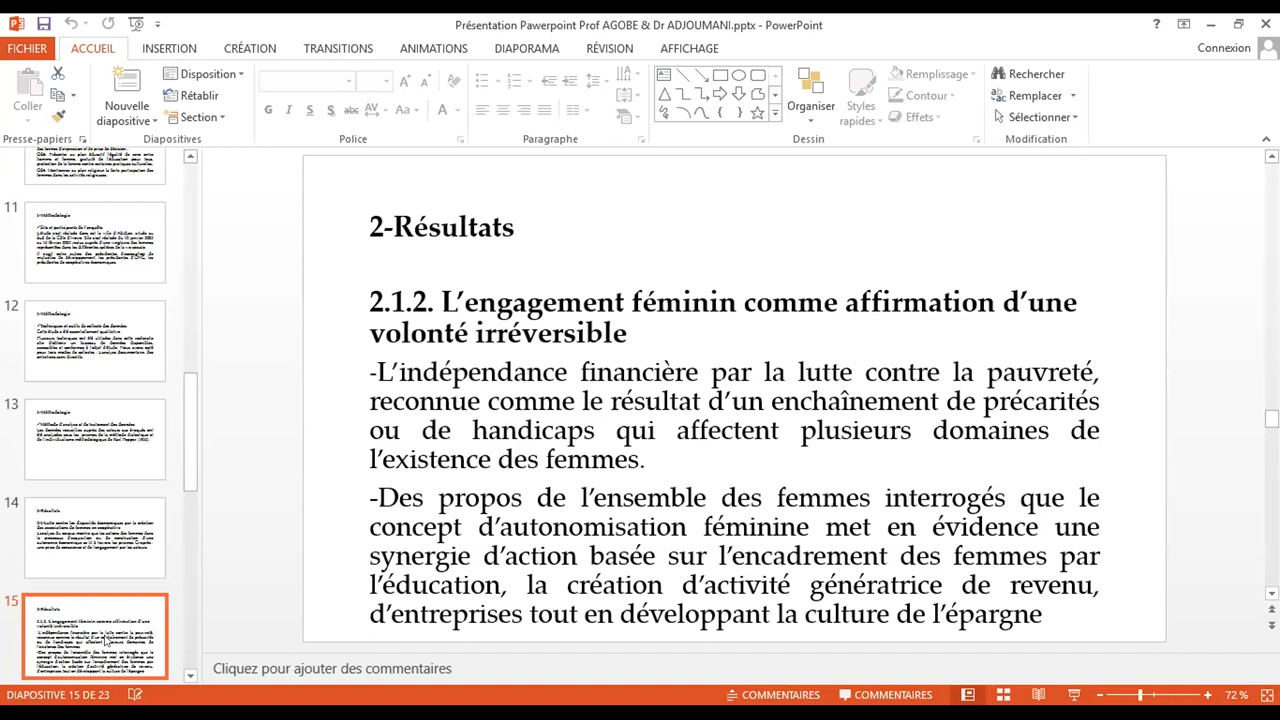 Présentation Pawerpoint Prof AGOBE & Dr ADJOUMANI.pptx - PowerPoint
FICHIER ACCUEIL INSERTION CRÉATION TRANSITIONS ANIMATIONS DIAPORAMA RÉVISION AFFICHAGE Connexion
Coller
Nouvelle diapositive
Disposition
Rétablir
Section
G I S S abc AV Aa A
Organiser
Styles rapides
Remplissage
Contour
Effets
Rechercher
Remplacer
Sélectionner
Presse-papiers Diapositives Police Paragraphe Dessin Modification
11
12
13
14
15
2-Résultats
2.1.2. L’engagement féminin comme affirmation d’une
volonté irréversible
-L’indépendance financière par la lutte contre la pauvreté,
reconnue comme le résultat d’un enchaînement de précarités
ou de handicaps qui affectent plusieurs domaines de
l’existence des femmes.
-Des propos de l’ensemble des femmes interrogés que le
concept d’autonomisation féminine met en évidence une
synergie d’action basée sur l’encadrement des femmes par
l’éducation, la création d’activité génératrice de revenu,
d’entreprises tout en développant la culture de l’épargne
Cliquez pour ajouter des commentaires
DIAPOSITIVE 15 DE 23 COMMENTAIRES COMMENTAIRES 72 %